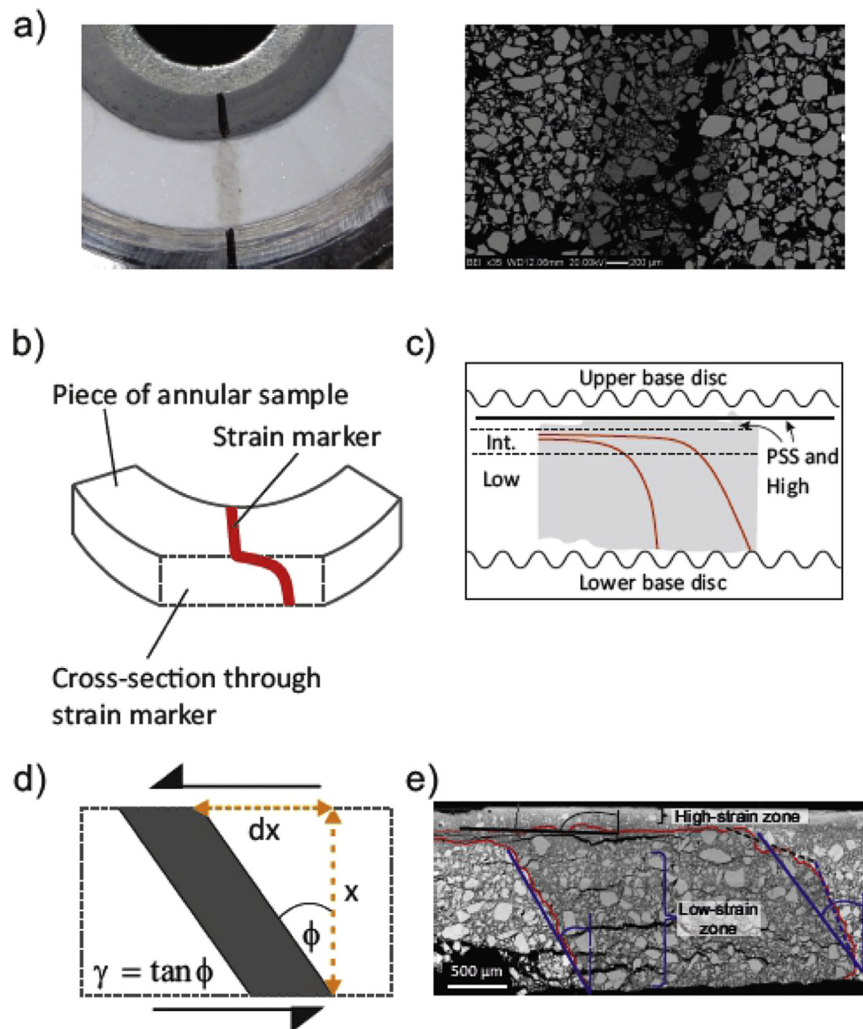 a)
BEI x35 WD12.06mm 20.00kV 200 µm
b)
Piece of annular sample
Strain marker
Cross-section through
strain marker
c)
Upper base disc
Int.
Low
PSS and
High
Lower base disc
d)
dx
x
ϕ
γ = tan ϕ
e)
High-strain zone
Low-strain
zone
500 µm